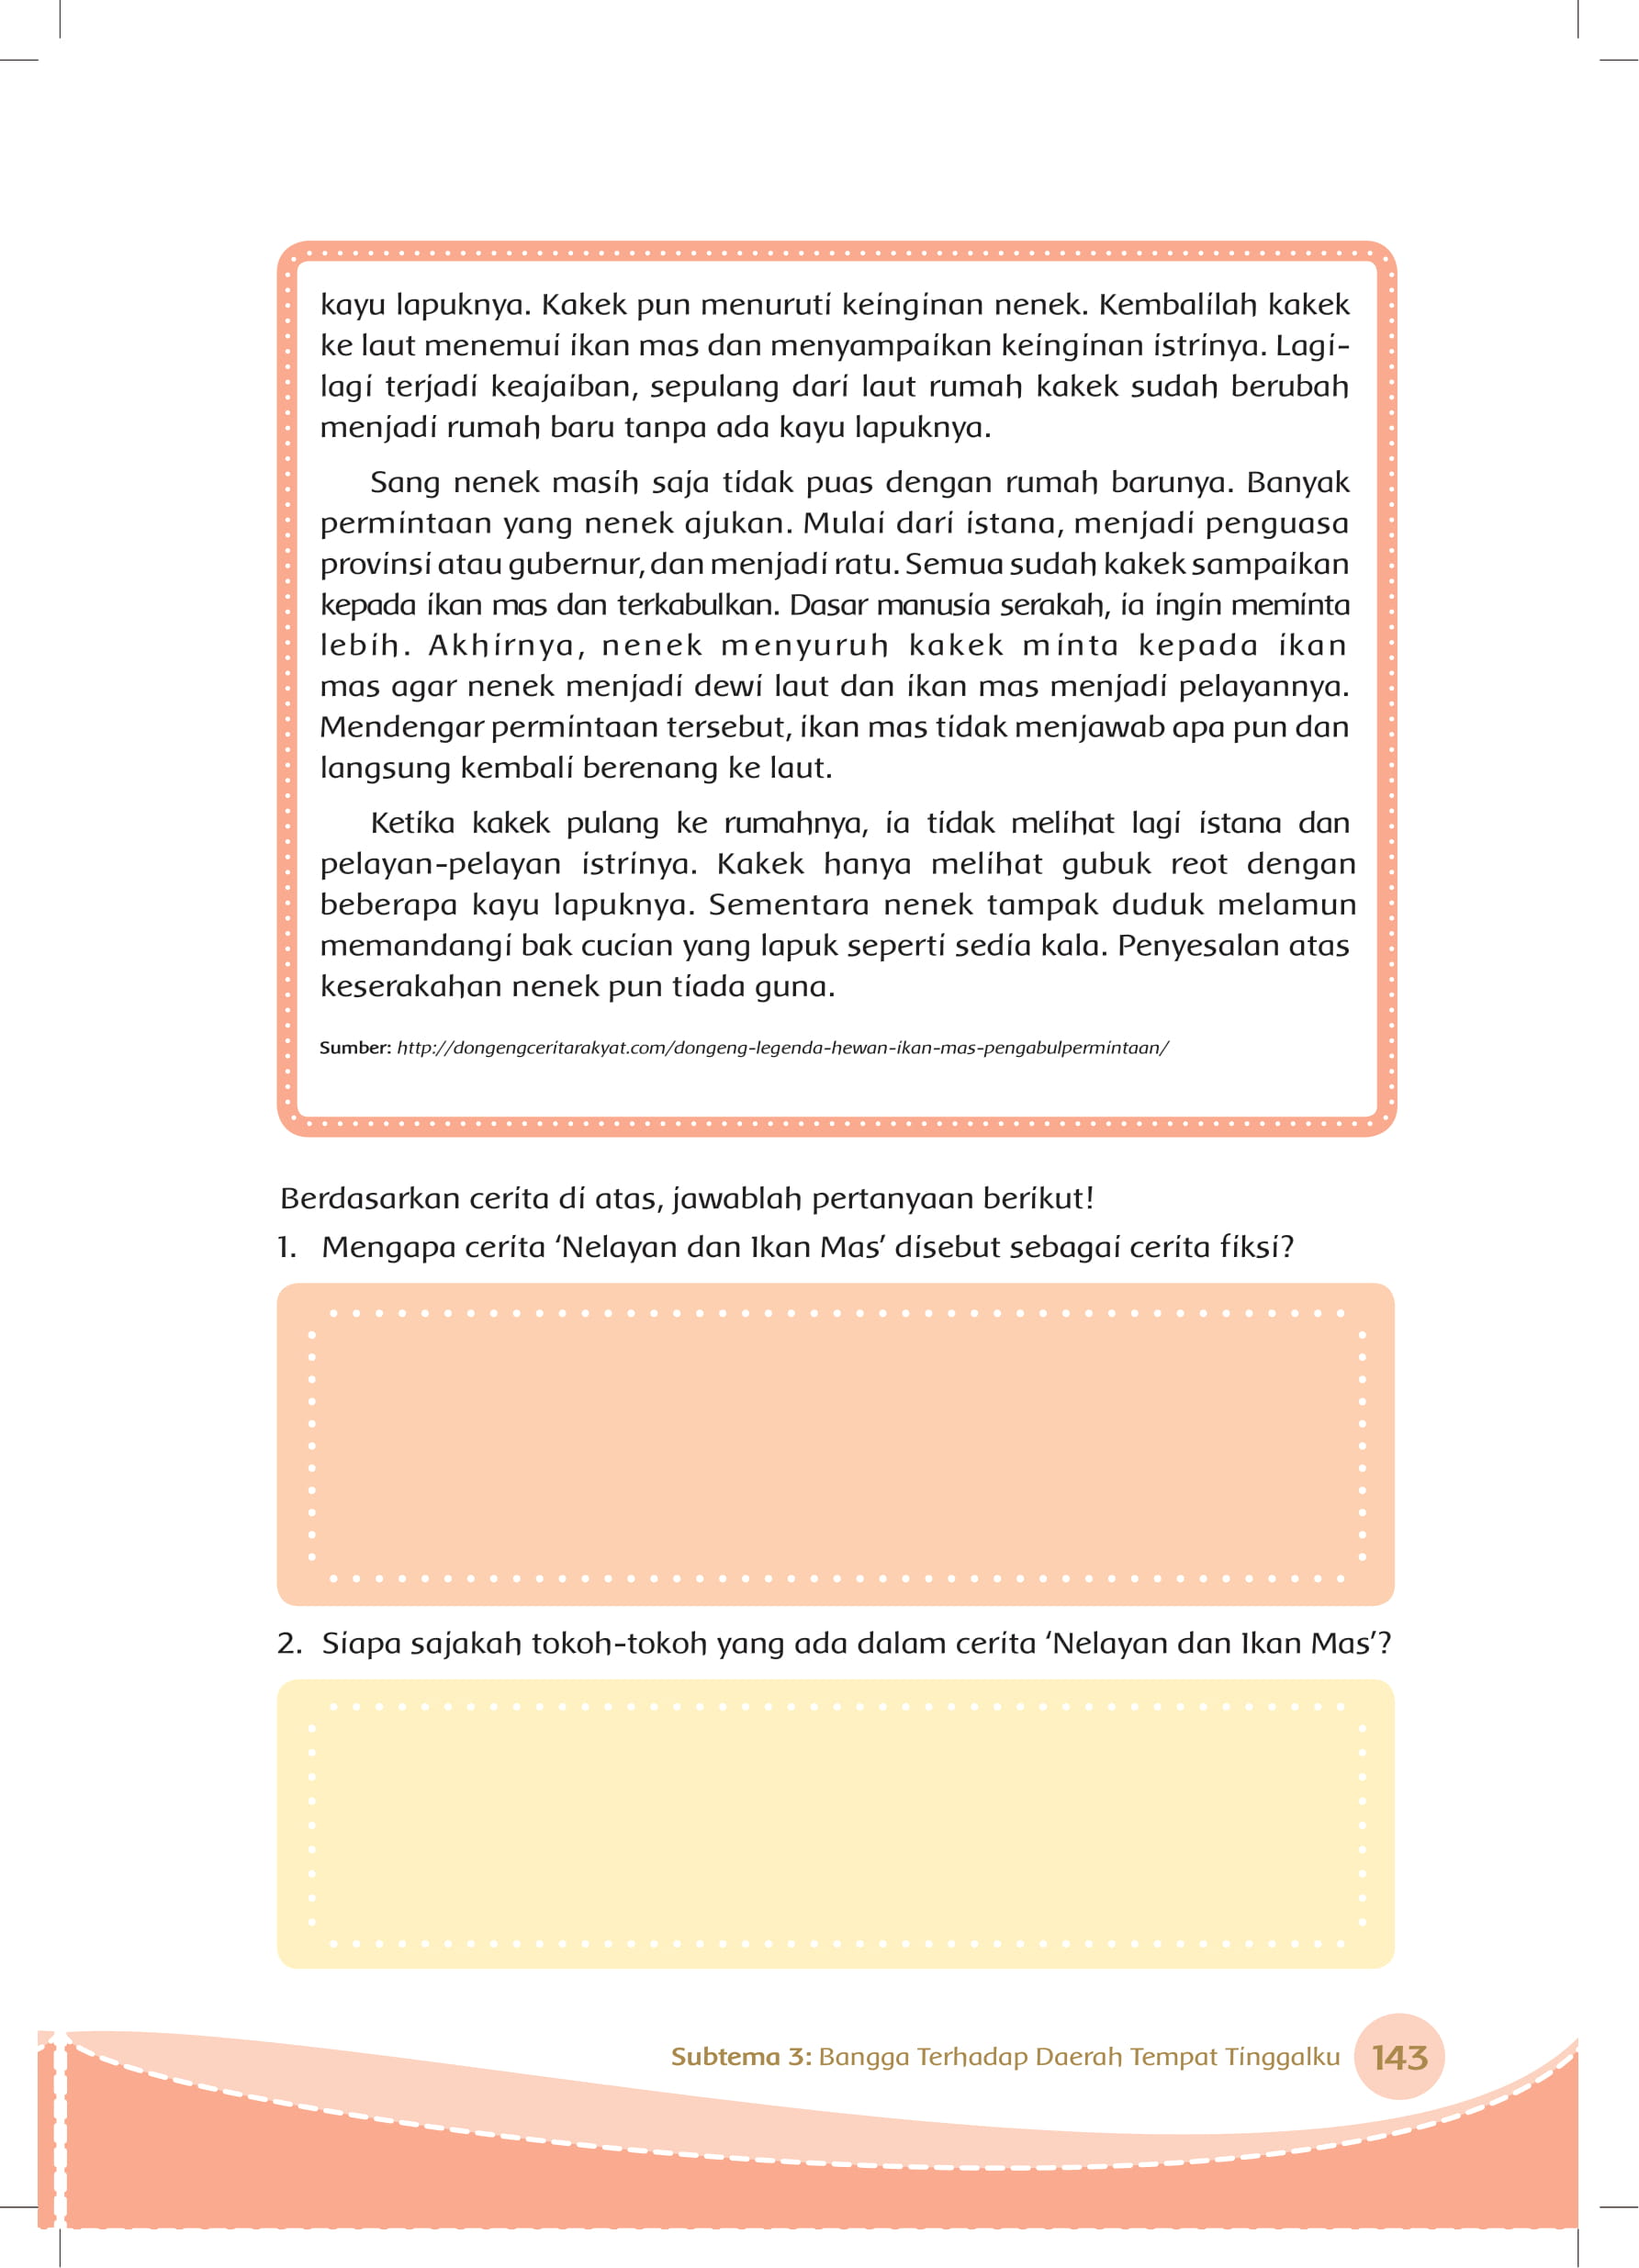 kayu lapuknya. Kakek pun menuruti keinginan nenek. Kembalilah kakek
ke laut menemui ikan mas dan menyampaikan keinginan istrinya. Lagi-
lagi terjadi keajaiban, sepulang dari laut rumah kakek sudah berubah
menjadi rumah baru tanpa ada kayu lapuknya.
Sang nenek masih saja tidak puas dengan rumah barunya. Banyak
permintaan yang nenek ajukan. Mulai dari istana, menjadi penguasa
provinsi atau gubernur, dan menjadi ratu. Semua sudah kakek sampaikan
kepada ikan mas dan terkabulkan. Dasar manusia serakah, ia ingin meminta
lebih. Akhirnya, nenek menyuruh kakek minta kepada ikan
mas agar nenek menjadi dewi laut dan ikan mas menjadi pelayannya.
Mendengar permintaan tersebut, ikan mas tidak menjawab apa pun dan
langsung kembali berenang ke laut.
Ketika kakek pulang ke rumahnya, ia tidak melihat lagi istana dan
pelayan-pelayan istrinya. Kakek hanya melihat gubuk reot dengan
beberapa kayu lapuknya. Sementara nenek tampak duduk melamun
memandangi bak cucian yang lapuk seperti sedia kala. Penyesalan atas
keserakahan nenek pun tiada guna.
Sumber: http://dongengceritarakyat.com/dongeng-legenda-hewan-ikan-mas-pengabulpermintaan/
Berdasarkan cerita di atas, jawablah pertanyaan berikut!
1. Mengapa cerita ‘Nelayan dan Ikan Mas’ disebut sebagai cerita fiksi?
2. Siapa sajakah tokoh-tokoh yang ada dalam cerita ‘Nelayan dan Ikan Mas’?
Subtema 3: Bangga Terhadap Daerah Tempat Tinggalku 143